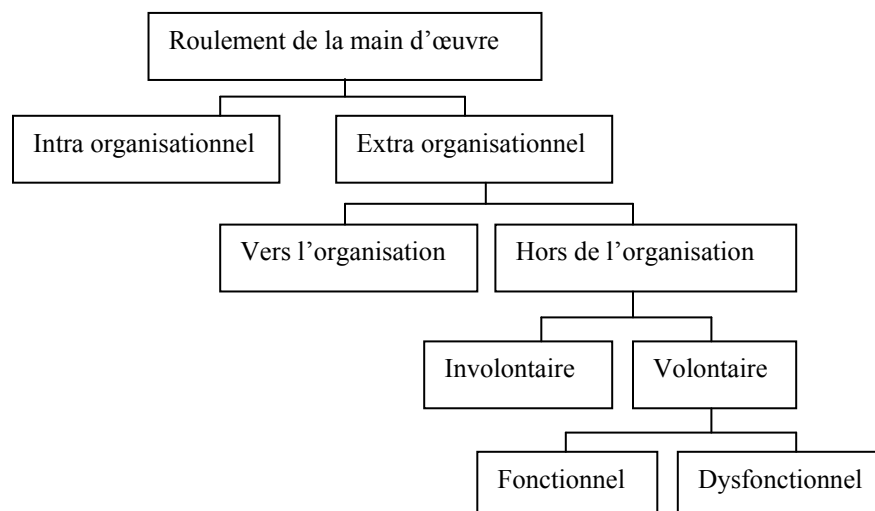 Roulement de la main d’œuvre
Intra organisationnel
Extra organisationnel
Vers l’organisation
Hors de l’organisation
Involontaire
Volontaire
Fonctionnel
Dysfonctionnel